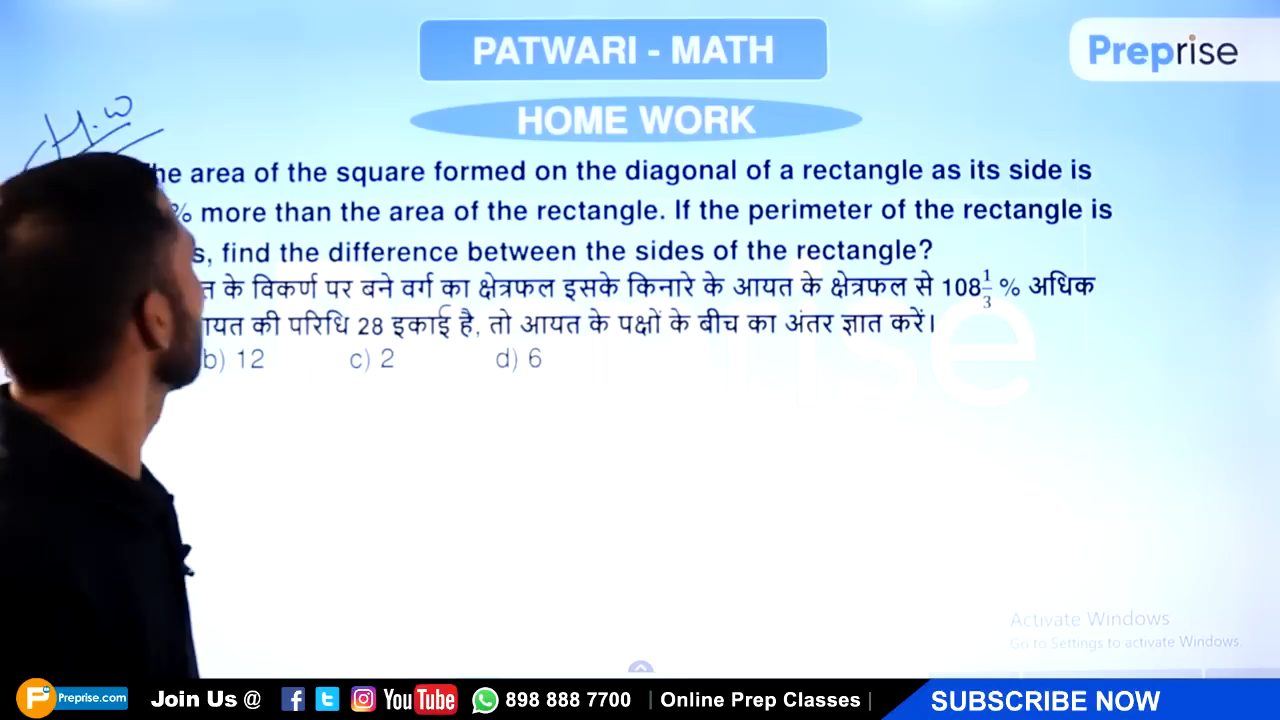 PATWARI - MATH
Preprise
HOME WORK
H.W
he area of the square formed on the diagonal of a rectangle as its side is
% more than the area of the rectangle. If the perimeter of the rectangle is
s, find the difference between the sides of the rectangle?
त के विकर्ण पर बने वर्ग का क्षेत्रफल इसके किनारे के आयत के क्षेत्रफल से 108 1/3 % अधिक
ायत की परिधि 28 इकाई है, तो आयत के पक्षों के बीच का अंतर ज्ञात करें।
b) 12 c) 2 d) 6
Activate Windows
Go to Settings to activate Windows.
Preprise.com Join Us @ YouTube 898 888 7700 | Online Prep Classes | SUBSCRIBE NOW